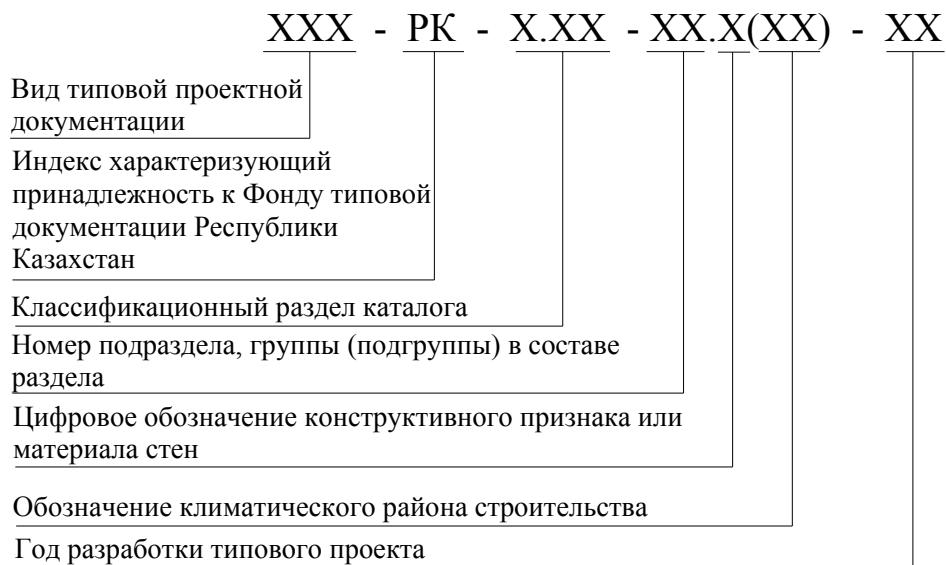 XXX - РК - X.XX - XX.X(XX) - XX
Вид типовой проектной
документации
Индекс характеризующий
принадлежность к Фонду типовой
документации Республики
Казахстан
Классификационный раздел каталога
Номер подраздела, группы (подгруппы) в составе
раздела
Цифровое обозначение конструктивного признака или
материала стен
Обозначение климатического района строительства
Год разработки типового проекта